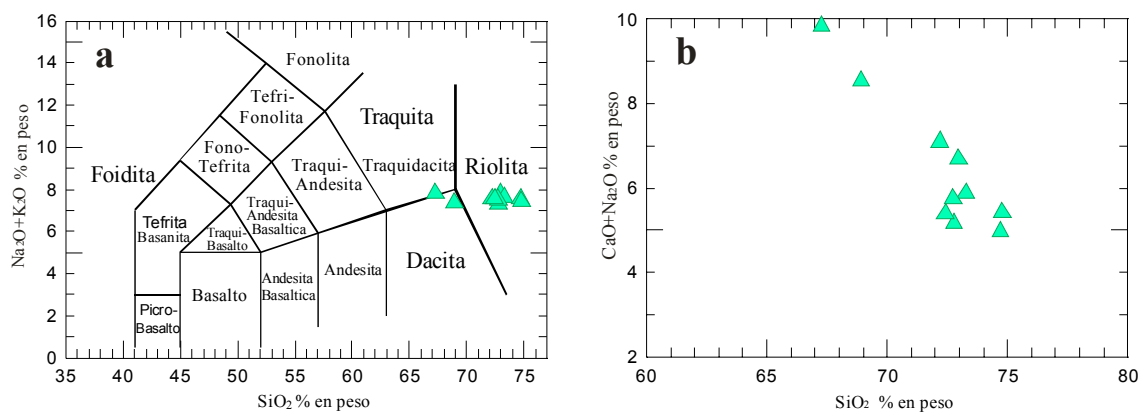 a
Na2O+K2O % en peso
16
14
12
10
8
6
4
2
0
35 40 45 50 55 60 65 70 75
SiO2 % en peso
Fonolita
Tefri-
Fonolita
Traquita
Fono-
Tefrita
Foidita
Traqui-
Andesita
Traquidacita
Riolita
Tefrita
Basanita
Traqui-
Andesita
Basaltica
Traqui-
Basalto
Dacita
Andesita
Basaltica
Andesita
Basalto
Picro-
Basalto
b
CaO+Na2O % en peso
10
8
6
4
2
60 65 70 75 80
SiO2 % en peso